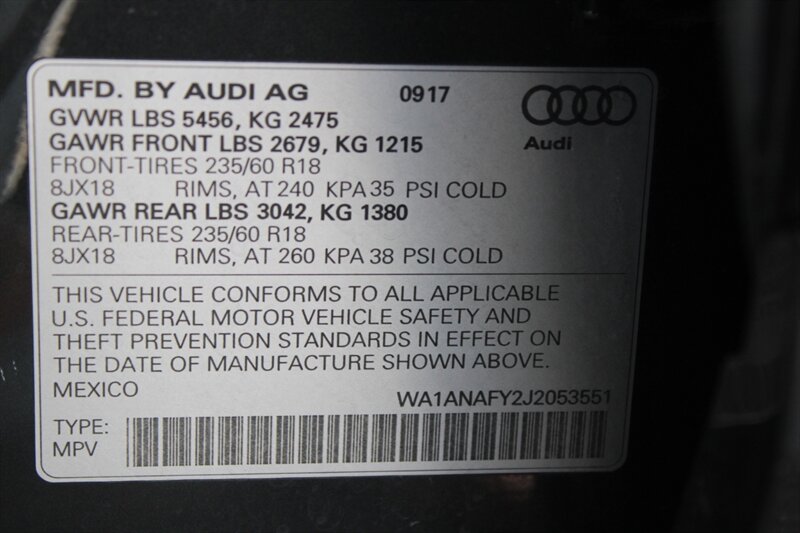 MFD. BY AUDI AG 0917
GVWR LBS 5456, KG 2475
GAWR FRONT LBS 2679, KG 1215
Audi
FRONT-TIRES 235/60 R18
8JX18 RIMS, AT 240 KPA 35 PSI COLD
GAWR REAR LBS 3042, KG 1380
REAR-TIRES 235/60 R18
8JX18 RIMS, AT 260 KPA 38 PSI COLD
THIS VEHICLE CONFORMS TO ALL APPLICABLE
U.S. FEDERAL MOTOR VEHICLE SAFETY AND
THEFT PREVENTION STANDARDS IN EFFECT ON
THE DATE OF MANUFACTURE SHOWN ABOVE.
MEXICO WA1ANAFY2J2053551
TYPE:
MPV